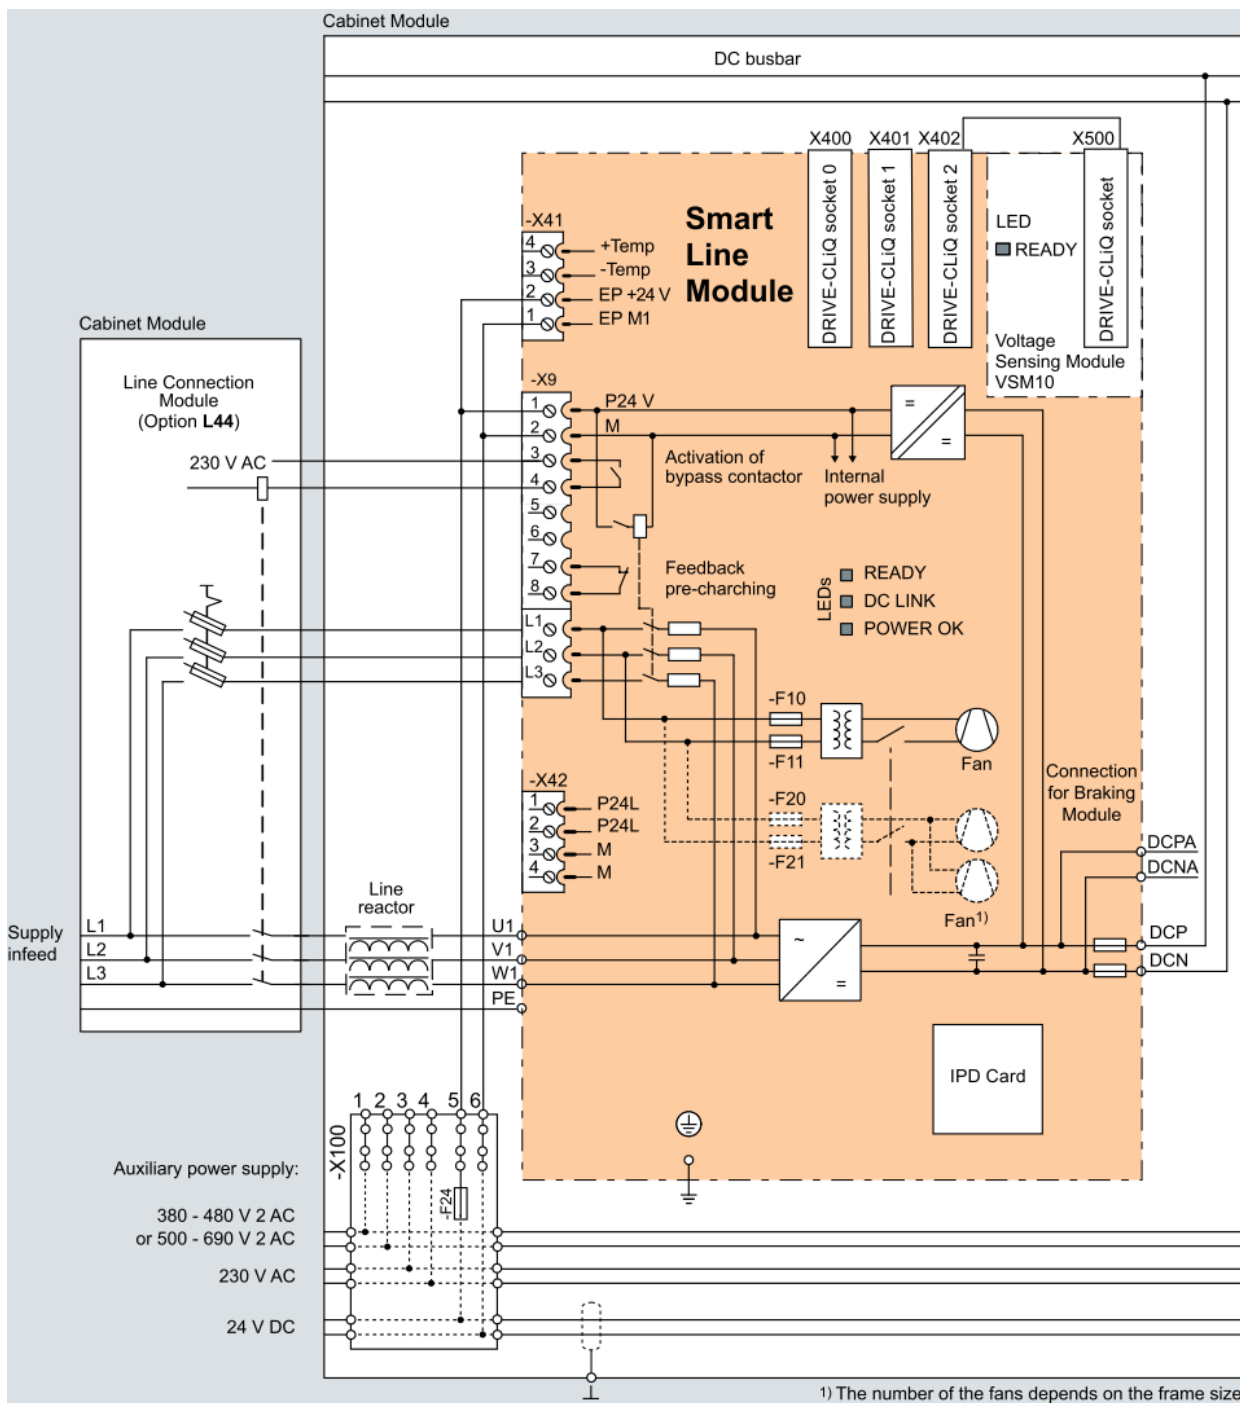 Cabinet Module
DC busbar
X400
X401
X402
X500
DRIVE-CLiQ socket 0
DRIVE-CLiQ socket 1
DRIVE-CLiQ socket 2
DRIVE-CLiQ socket
LED
READY
Voltage
Sensing Module
VSM10
Smart
Line
Module
-X41
4
+Temp
3
-Temp
2
EP +24 V
1
EP M1
Cabinet Module
Line Connection
Module
(Option L44)
230 V AC
-X9
1
P24 V
2
M
3
4
5
6
7
8
L1
L2
L3
Activation of
bypass contactor
Internal
power supply
=
=
Feedback
pre-charching
LEDs
READY
DC LINK
POWER OK
-F10
-F11
Fan
-F20
-F21
Fan1)
Connection
for Braking
Module
DCPA
DCNA
DCP
DCN
-X42
1
P24L
2
P24L
3
M
4
M
Line
reactor
Supply
infeed
L1
L2
L3
U1
V1
W1
PE
~
=
IPD Card
1 2 3 4 5 6
-X100
-F24
Auxiliary power supply:
380 - 480 V 2 AC
or 500 - 690 V 2 AC
230 V AC
24 V DC
1) The number of the fans depends on the frame size